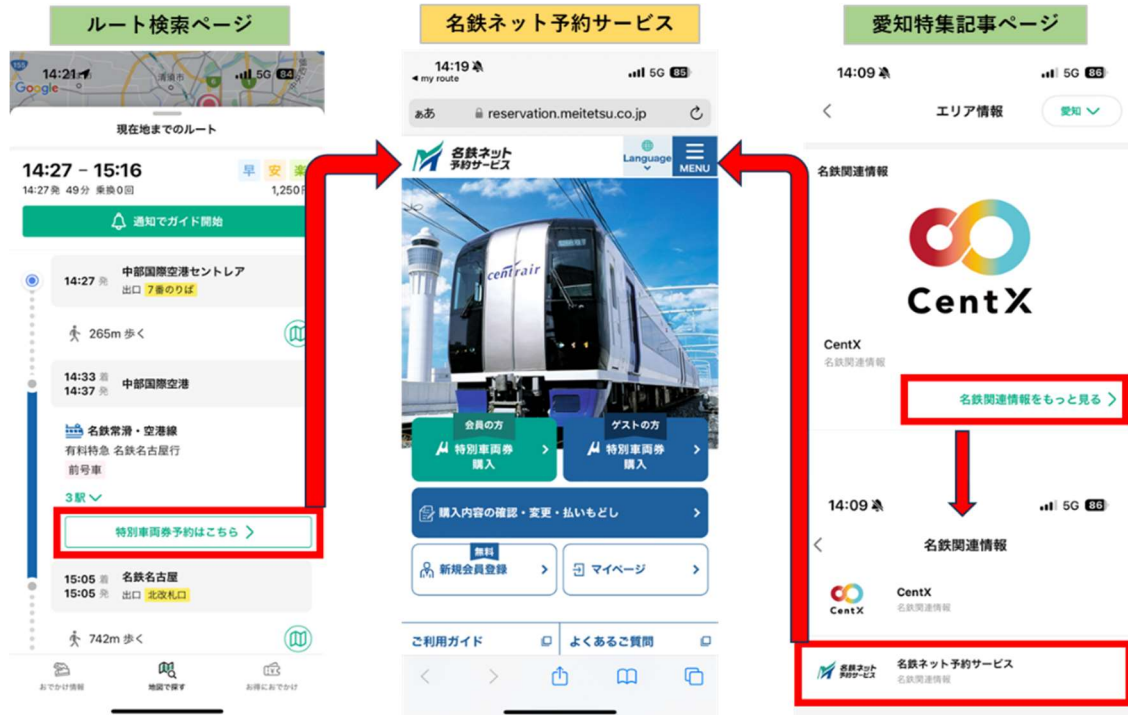 ルート検索ページ
14:21
5G 84
Google
清須市
現在地までのルート
14:27 – 15:16
早 安 楽
14:27発 49分 乗換0回
通知でガイド開始
14:27 発
中部国際空港セントレア
出口 7番のりば
265m 歩く
14:33 着
14:37 発
中部国際空港
名鉄常滑・空港線
有料特急 名鉄名古屋行
前号車
3駅
特別車両券予約はこちら
15:05 着
15:05 発
名鉄名古屋
出口 北改札口
742m 歩く
おでかけ情報
地図で探す
お得におでかけ
名鉄ネット予約サービス
14:19
5G 85
my route
ぁあ
reservation.meitetsu.co.jp
名鉄ネット
予約サービス
Language
MENU
centrair
会員の方
特別車両券
購入
ゲストの方
特別車両券
購入
購入内容の確認・変更・払いもどし
無料
新規会員登録
マイページ
ご利用ガイド
よくあるご質問
愛知特集記事ページ
14:09
5G 86
エリア情報
愛知
名鉄関連情報
CentX
CentX
名鉄関連情報
名鉄関連情報をもっと見る
14:09
5G 86
名鉄関連情報
CentX
CentX
名鉄関連情報
名鉄ネット
予約サービス
名鉄ネット予約サービス
名鉄関連情報